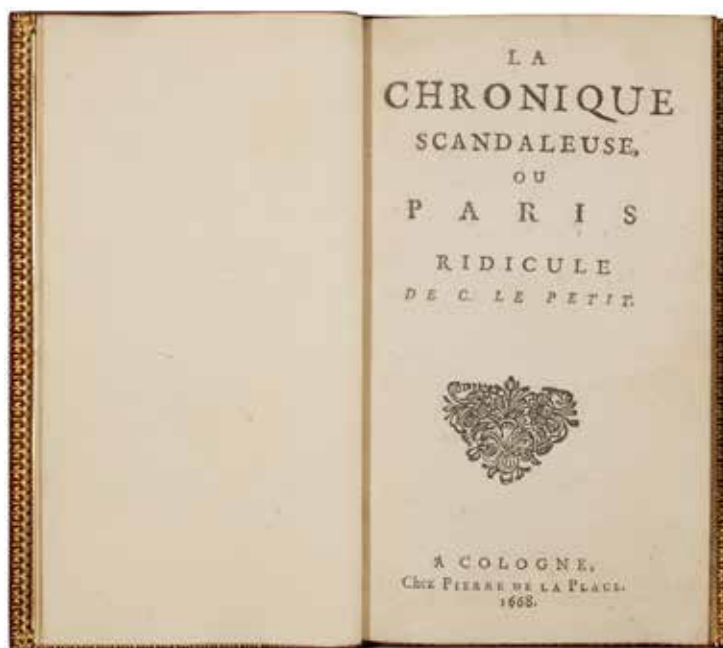 LA
CHRONIQUE
SCANDALEUSE,
OU
PARIS
RIDICULE
DE C. LE PETIT.
A COLOGNE,
Chez PIERRE DE LA PLACE.
1668.